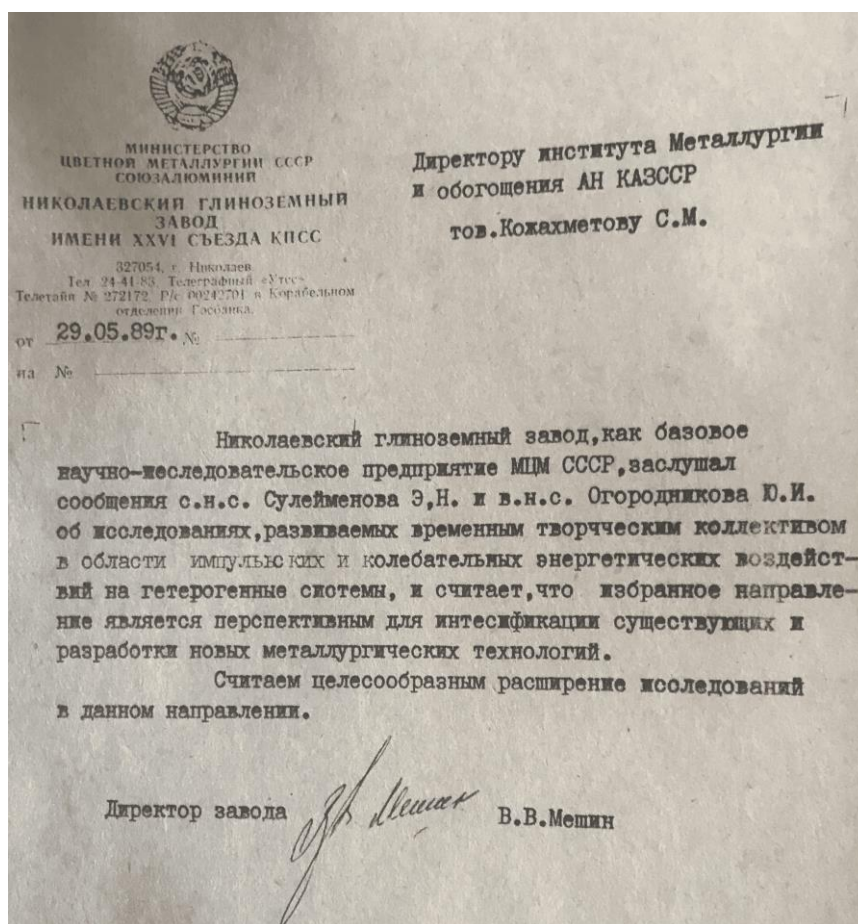 МИНИСТЕРСТВО
ЦВЕТНОЙ МЕТАЛЛУРГИИ СССР
СОЮЗАЛЮМИНИЙ
НИКОЛАЕВСКИЙ ГЛИНОЗЕМНЫЙ
ЗАВОД
ИМЕНИ XXVI СЪЕЗДА КПСС
327054, г. Николаев
Тел. 24-41-83, Телеграфный «Утес»
Телетайп № 272172. Р/с 00242701 в Корабельном
отделении Госбанка.
от 29.05.89г. №
на №
Директору института Металлургии
и обогощения АН КАЗССР
тов.Кожахметову С.М.
Николаевский глиноземный завод,как базовое
научно-иеследовательское предприятие МЦМ СССР,заслушал
сообщения с.н.с. Сулейменова Э,Н. и в.н.с. Огородникова Ю.И.
об исследованиях,развиваемых временным творчческим коллективом
в области импульских и колебательных энергетических воздейст-
вий на гетерогенные системы, и считает,что избранное направле-
ние является перспективным для интесификации существующих и
разработки новых металлургических технологий.
Считаем целесообразным расширение исследований
в данном направлении.
Директор завода В.В.Мешин